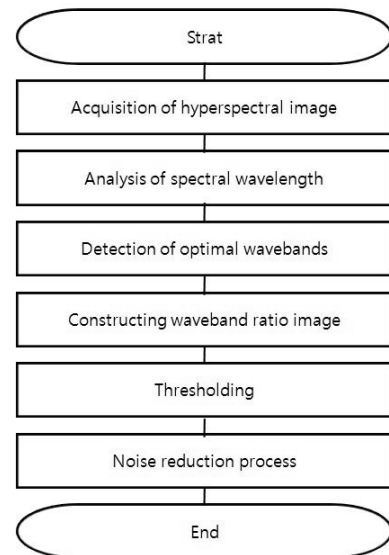 Strat
Acquisition of hyperspectral image
Analysis of spectral wavelength
Detection of optimal wavebands
Constructing waveband ratio image
Thresholding
Noise reduction process
End